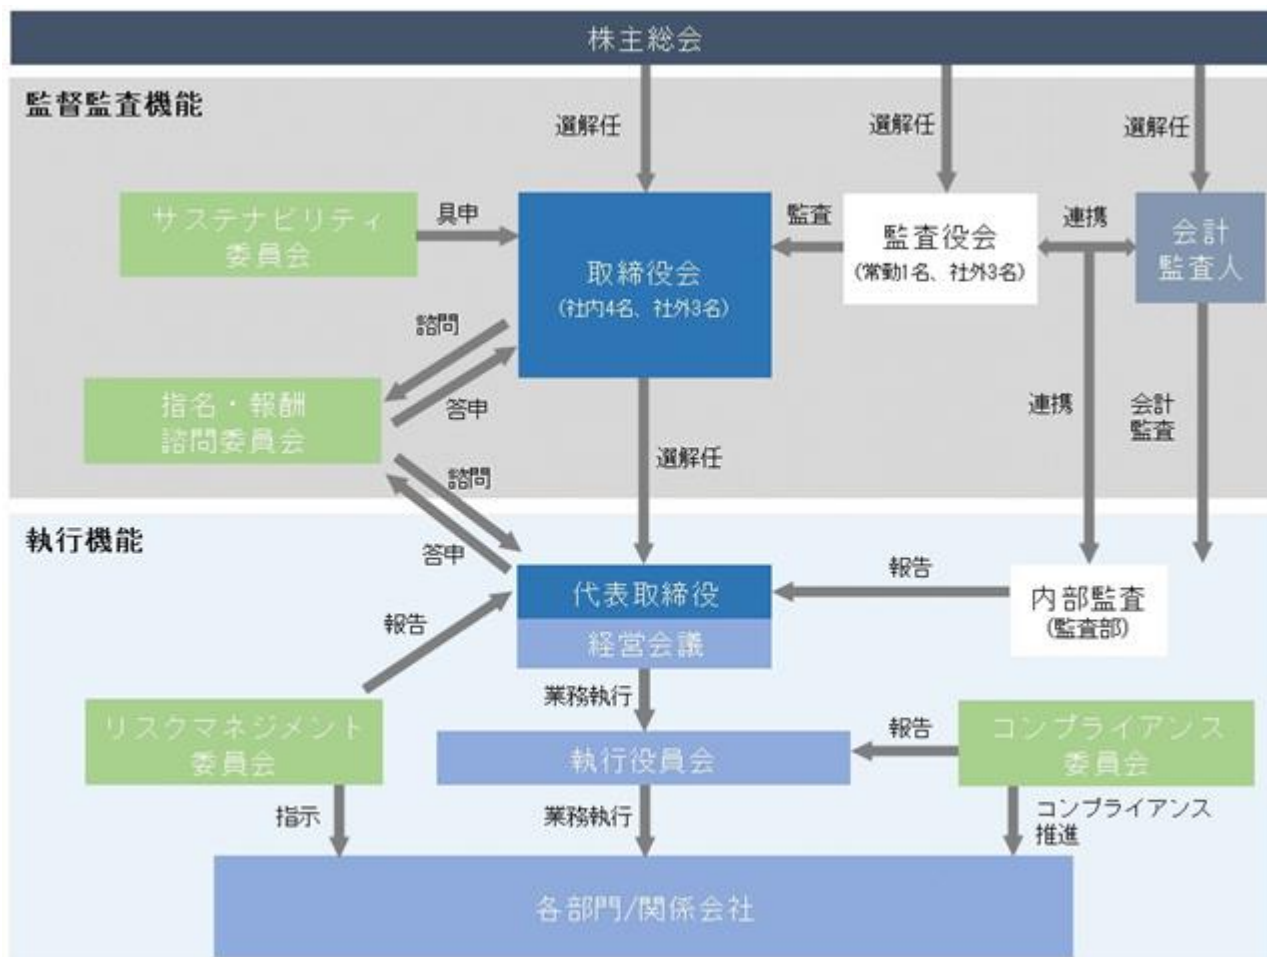 株主総会
監督監査機能
選解任
選解任
選解任
サステナビリティ
委員会
具申
取締役会
(社内4名、社外3名)
監査
監査役会
(常勤1名、社外3名)
連携
会計
監査人
諮問
答申
指名・報酬
諮問委員会
選解任
連携
会計
監査
諮問
答申
執行機能
代表取締役
経営会議
報告
内部監査
(監査部)
報告
業務執行
リスクマネジメント
委員会
執行役員会
報告
コンプライアンス
委員会
指示
業務執行
コンプライアンス
推進
各部門/関係会社